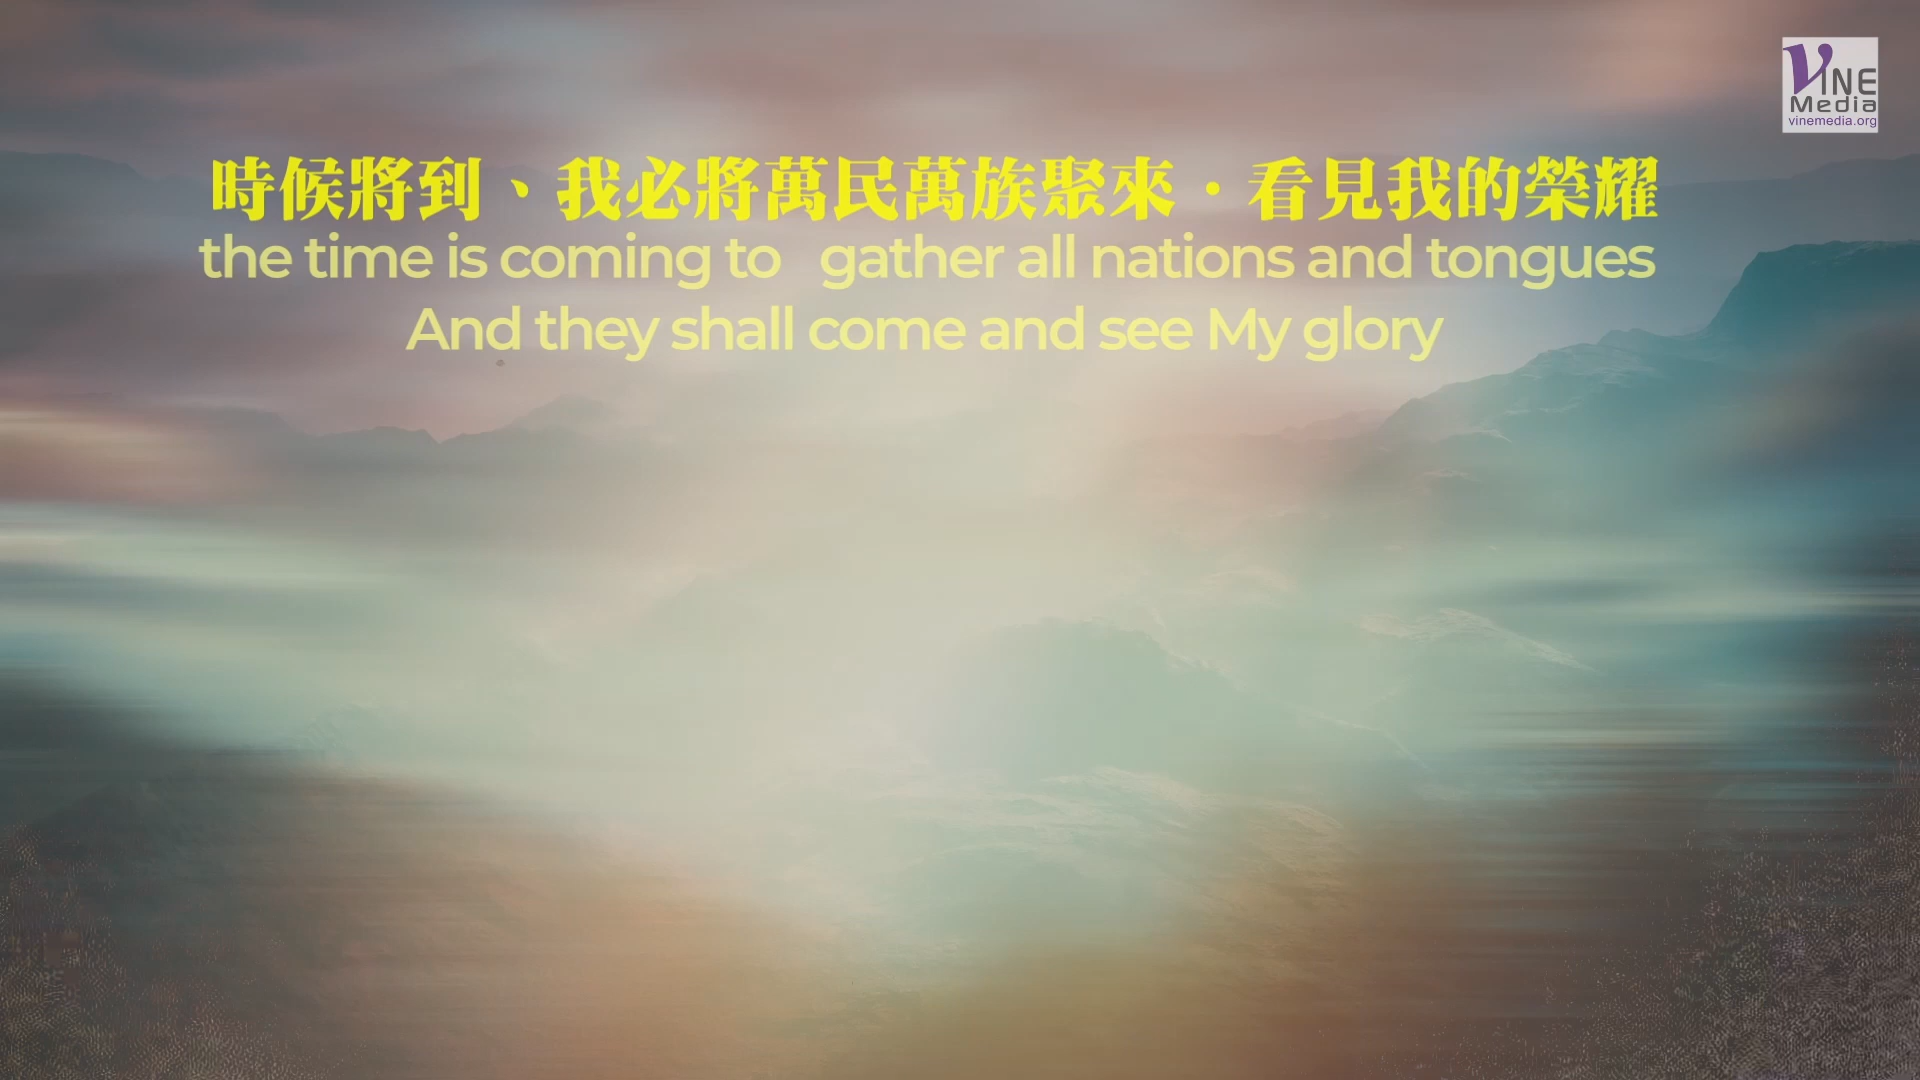 VINE
Media
vinemedia.org
時候將到、我必將萬民萬族聚來．看見我的榮耀
the time is coming to gather all nations and tongues
And they shall come and see My glory